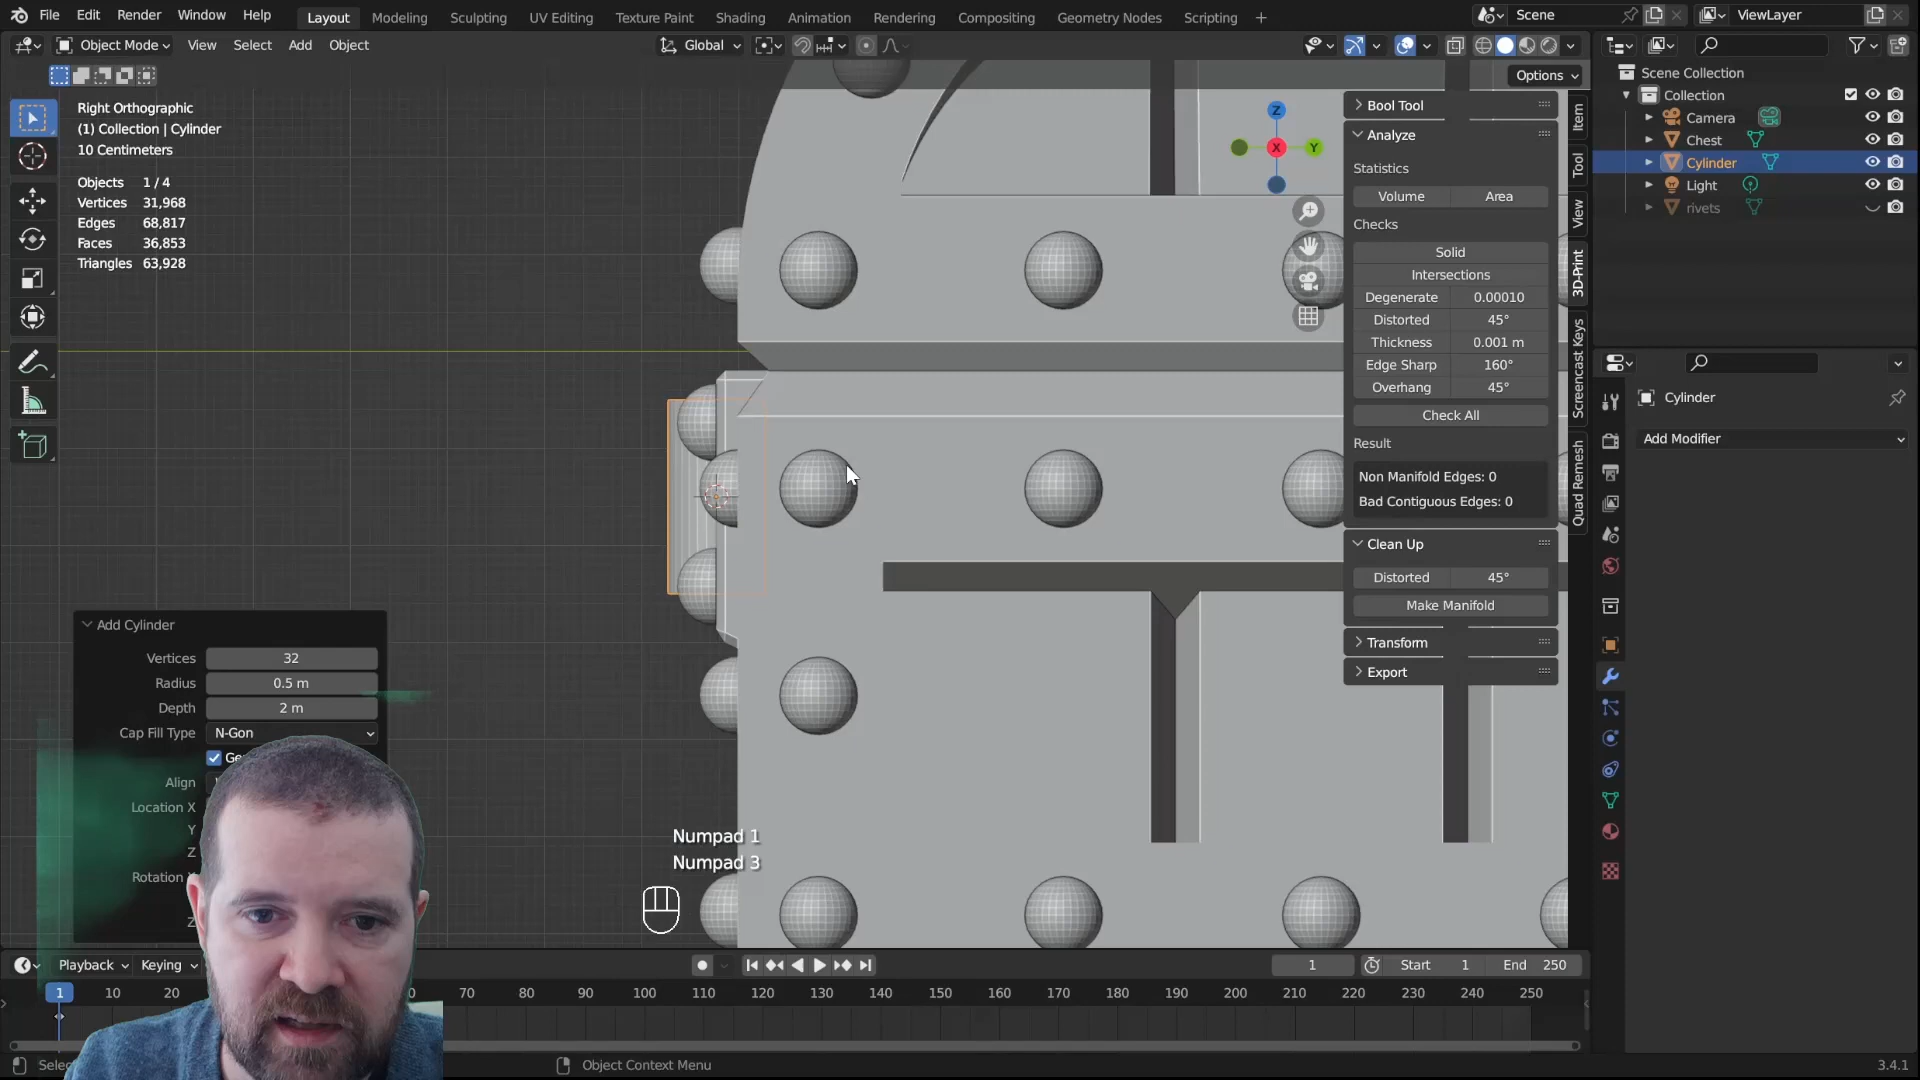 File Edit Render Window Help Layout Modeling Sculpting UV Editing Texture Paint Shading Animation Rendering Compositing Geometry Nodes Scripting + Scene ViewLayer
Object Mode View Select Add Object Global
Options
Right Orthographic
(1) Collection | Cylinder
10 Centimeters
Objects 1 / 4
Vertices 31,968
Edges 68,817
Faces 36,853
Triangles 63,928
Z
X
Y
Bool Tool
Analyze
Statistics
Volume Area
Checks
Solid
Intersections
Degenerate 0.00010
Distorted 45°
Thickness 0.001 m
Edge Sharp 160°
Overhang 45°
Check All
Result
Non Manifold Edges: 0
Bad Contiguous Edges: 0
Clean Up
Distorted 45°
Make Manifold
Transform
Export
Item
Tool
View
3D-Print
Screencast Keys
Quad Remesh
Scene Collection
Collection
Camera
Chest
Cylinder
Light
rivets
Cylinder
Add Modifier
Add Cylinder
Vertices 32
Radius 0.5 m
Depth 2 m
Cap Fill Type N-Gon
Align
Location X
Y
Z
Rotation
Z
Numpad 1
Numpad 3
Playback Keying 1 Start 1 End 250
1 10 20 70 80 90 100 110 120 130 140 150 160 170 180 190 200 210 220 230 240 250
Object Context Menu
3.4.1